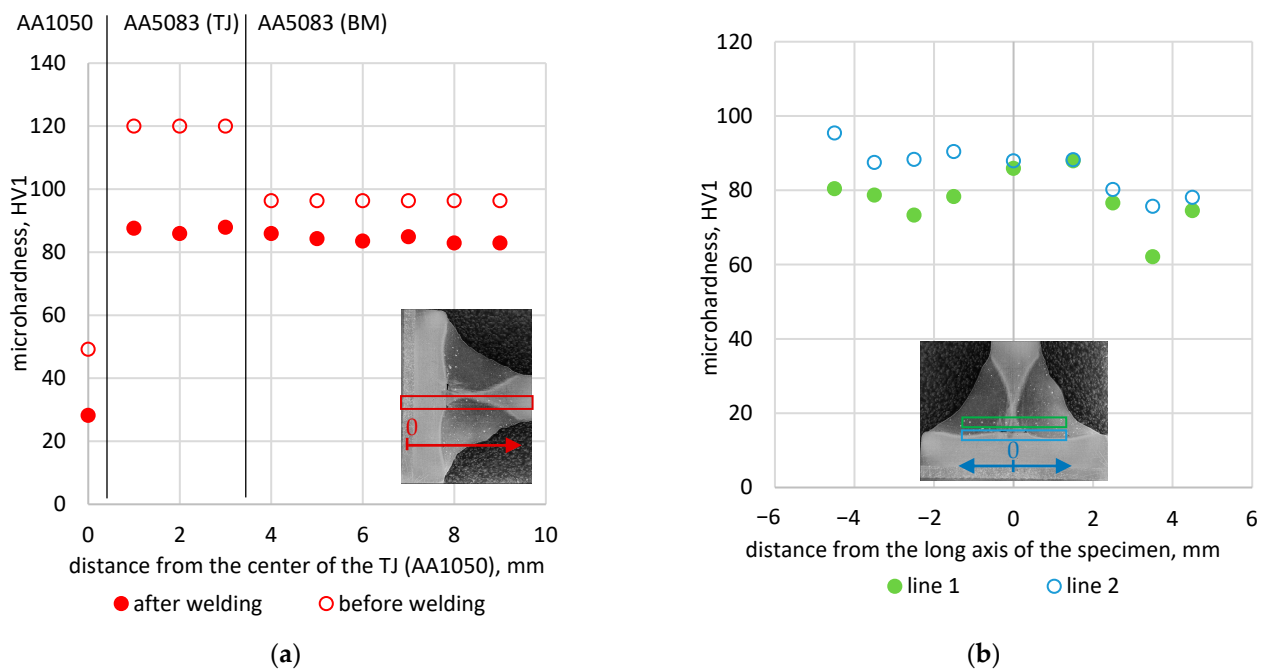 AA1050 AA5083 (TJ) AA5083 (BM)
140
120
100
80
60
40
20
0
microhardness, HV1
0
0 2 4 6 8 10
distance from the center of the TJ (AA1050), mm
after welding before welding
(a)
120
100
80
60
40
20
0
microhardness, HV1
0
−6 −4 −2 0 2 4 6
distance from the long axis of the specimen, mm
line 1 line 2
(b)